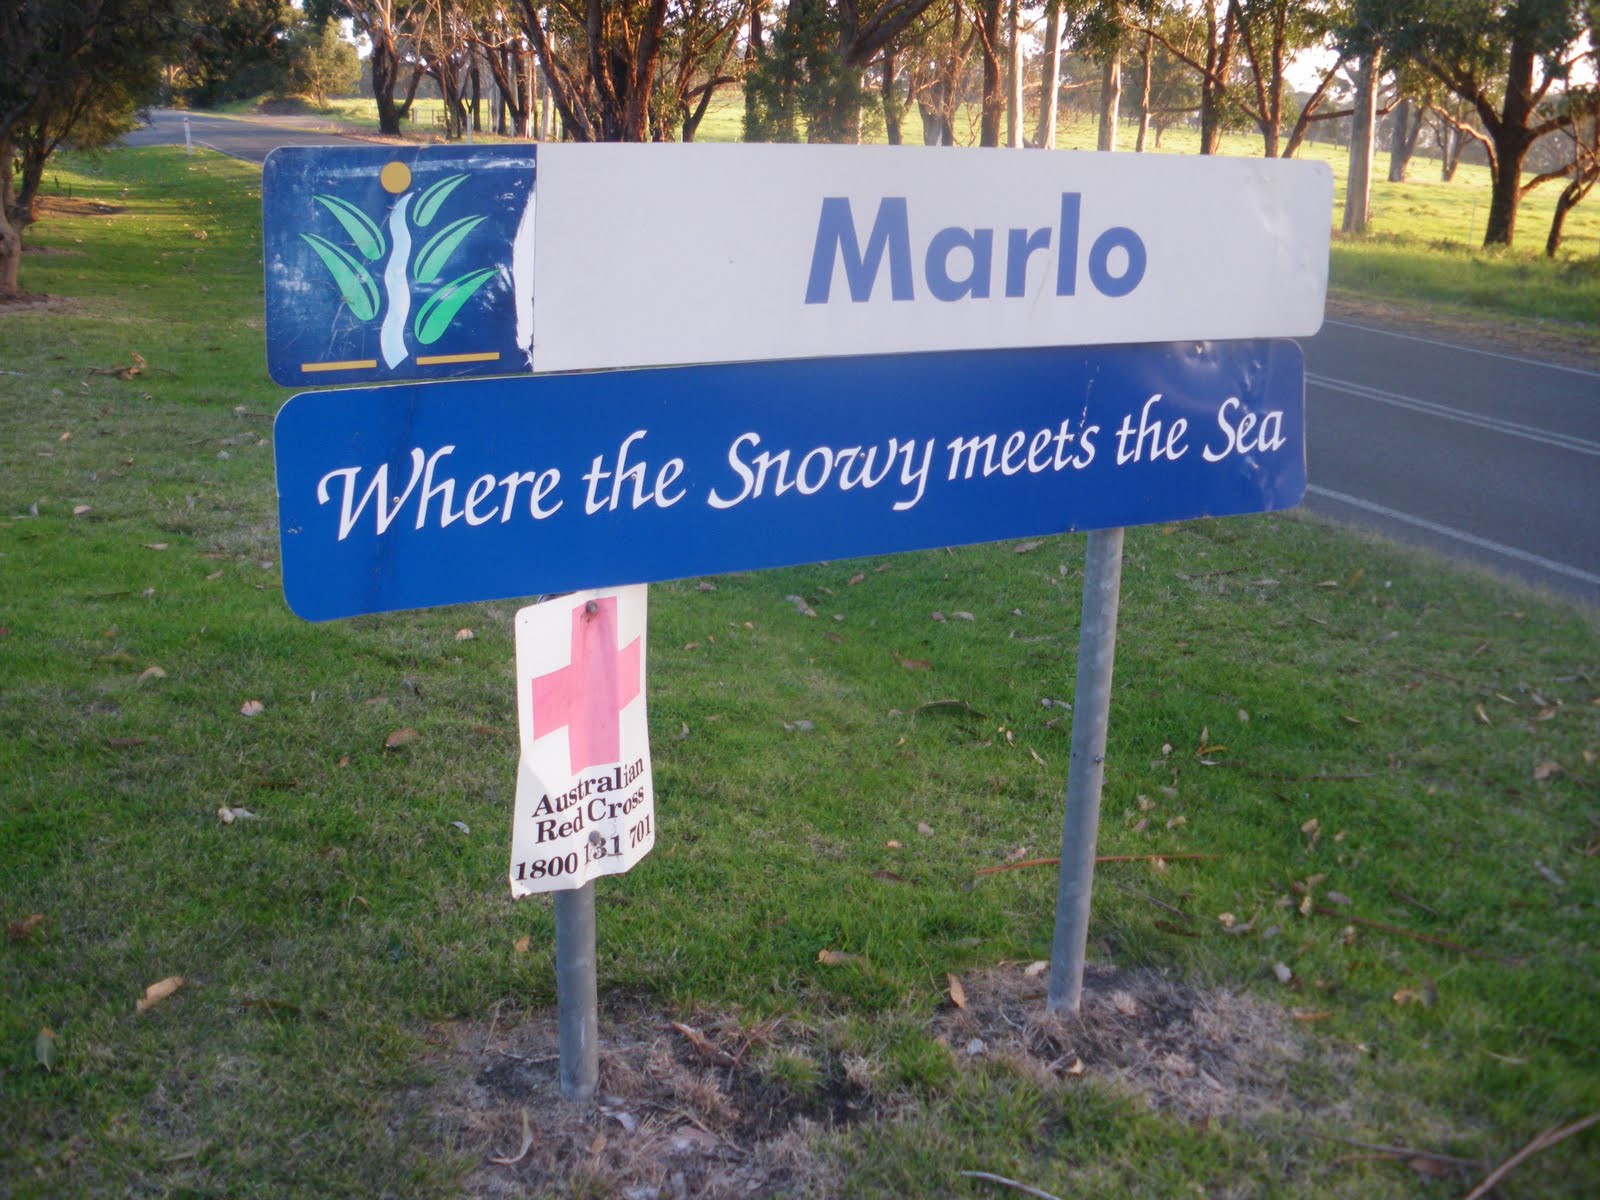 Marlo
Where the Snowy meets the Sea
Australian
Red Cross
1800 131 701